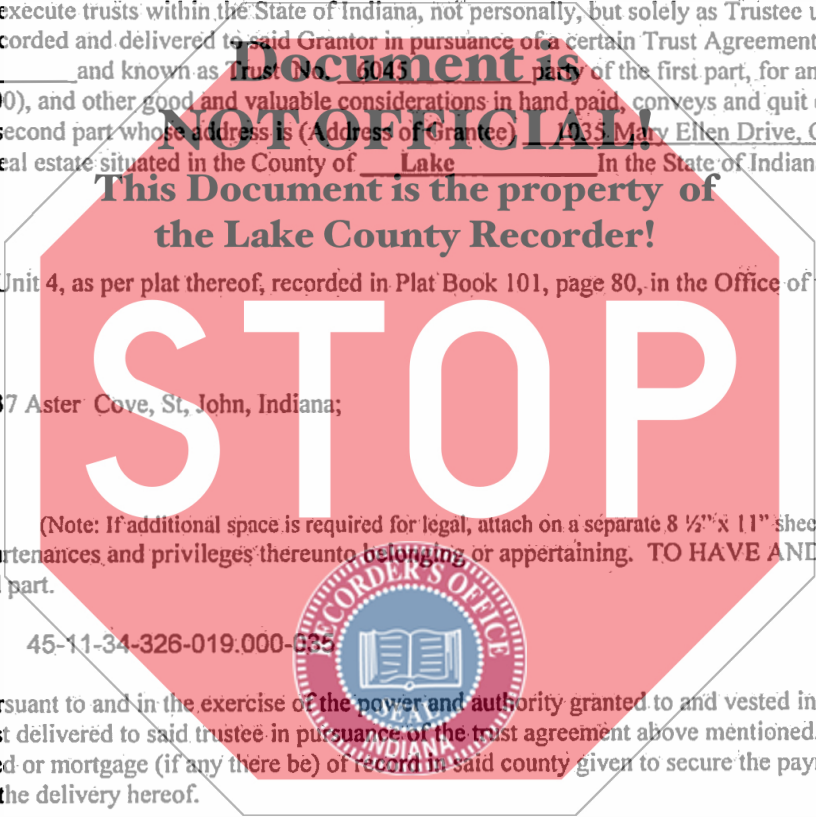 execute trusts within the State of Indiana, not personally, but solely as Trustee
corded and delivered to said Grantor in pursuance of a certain Trust Agreement
and known as Trust No. 6045 party of the first part, for
Document is
0), and other good and valuable considerations in hand paid, conveys and quit
NOT OFFICIAL!
second part whose address is (Address of Grantee) 1035 Mary Ellen Drive,
eal estate situated in the County of Lake In the State of Indian
This Document is the property of
the Lake County Recorder!
Unit 4, as per plat thereof, recorded in Plat Book 101, page 80, in the Office of
STOP
7 Aster Cove, St, John, Indiana;
(Note: If additional space is required for legal, attach on a separate 8 ½" x 11" shee
rtenances and privileges thereunto belonging or appertaining. TO HAVE AND
part.
RECORDER'S OFFICE
45-11-34-326-019.000-035
rsuant to and in the exercise of the power and authority granted to and vested in
SEAL
t delivered to said trustee in pursuance of the trust agreement above mentioned.
INDIANA
ed or mortgage (if any there be) of record in said county given to secure the pay
the delivery hereof.